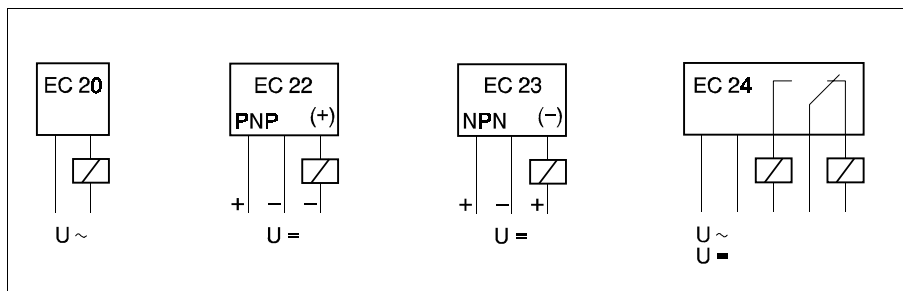 EC 20
U ~
EC 22
PNP (+)
+ − −
U =
EC 23
NPN (−)
+ − +
U =
EC 24
U ~
U =